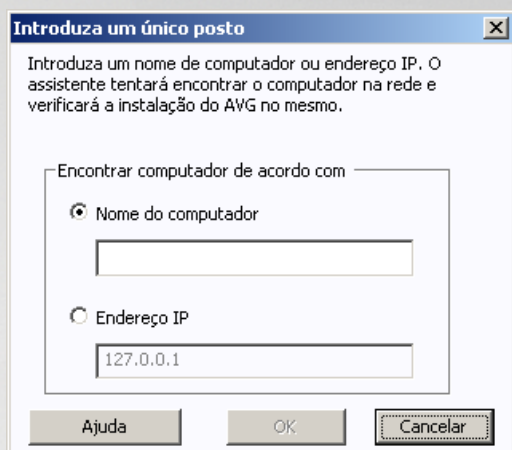 Introduza um único posto
Introduza um nome de computador ou endereço IP. O
assistente tentará encontrar o computador na rede e
verificará a instalação do AVG no mesmo.
Encontrar computador de acordo com
Nome do computador
Endereço IP
127.0.0.1
Ajuda
OK
Cancelar